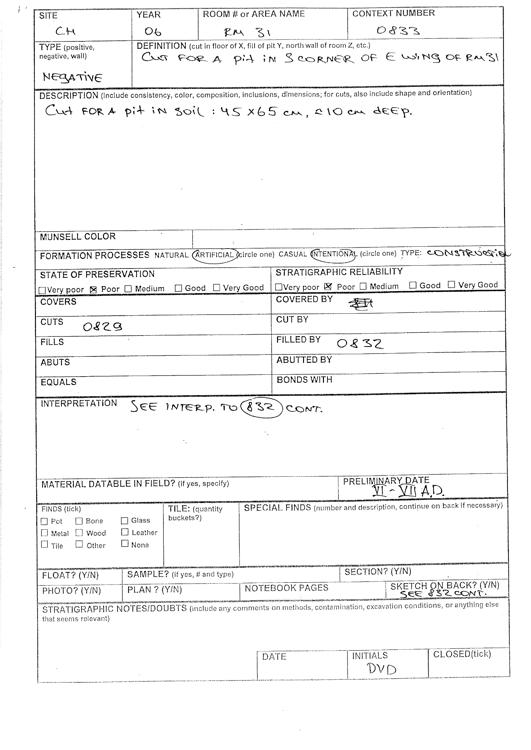 SITE YEAR ROOM # or AREA NAME CONTEXT NUMBER
CH 06 RM 31 0833
TYPE (positive, negative, wall) DEFINITION (cut in floor of X, fill of pit Y, north wall of room Z, etc.)
NEGATIVE CUT FOR A pit IN S CORNER OF E WING OF RM31
DESCRIPTION (include consistency, color, composition, inclusions, dimensions; for cuts, also include shape and orientation)
CUT FOR A pit IN SOIL : 45 x 65 cm, ≤10 cm dEEP.
MUNSELL COLOR
FORMATION PROCESSES NATURAL ARTIFICIAL (circle one) CASUAL INTENTIONAL (circle one) TYPE: CONSTRUCTION
STATE OF PRESERVATION STRATIGRAPHIC RELIABILITY
☐Very poor ☒ Poor ☐ Medium ☐ Good ☐ Very Good ☐Very poor ☒ Poor ☐ Medium ☐ Good ☐ Very Good
COVERS COVERED BY
CUTS 0829 CUT BY
FILLS FILLED BY 0832
ABUTS ABUTTED BY
EQUALS BONDS WITH
INTERPRETATION SEE INTERP. TO 832 CONT.
MATERIAL DATABLE IN FIELD? (if yes, specify) PRELIMINARY DATE
VI - VII A.D.
FINDS (tick) TILE: (quantity buckets?) SPECIAL FINDS (number and description, continue on back if necessary)
☐ Pot ☐ Bone ☐ Glass
☐ Metal ☐ Wood ☐ Leather
☐ Tile ☐ Other ☐ None
FLOAT? (Y/N) SAMPLE? (if yes, # and type) SECTION? (Y/N)
PHOTO? (Y/N) PLAN ? (Y/N) NOTEBOOK PAGES SKETCH ON BACK? (Y/N)
SEE 832 CONT.
STRATIGRAPHIC NOTES/DOUBTS (include any comments on methods, contamination, excavation conditions, or anything else
that seems relevant)
DATE INITIALS CLOSED(tick)
DVD